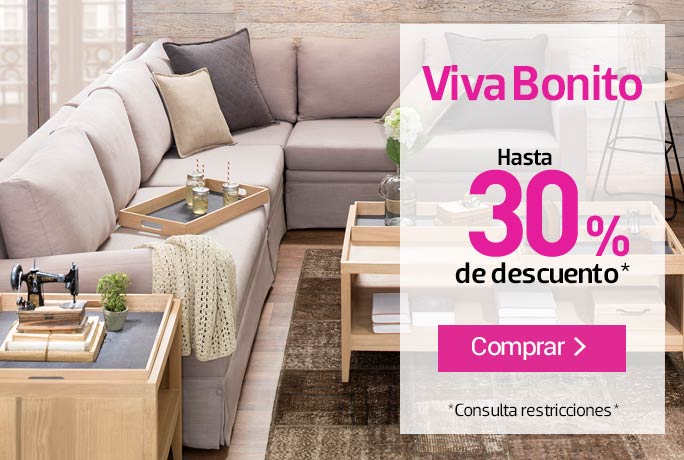 Viva Bonito
Hasta
30%
de descuento*
Comprar >
*Consulta restricciones*